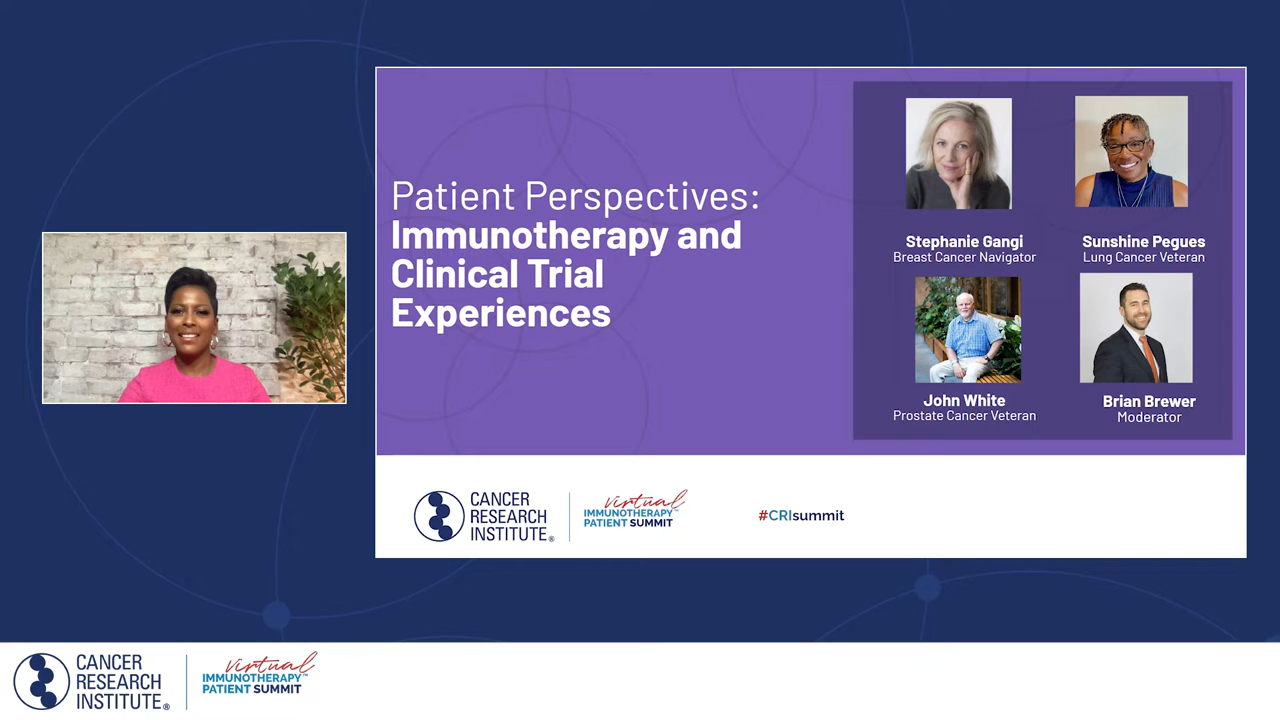 Patient Perspectives:
Immunotherapy and
Clinical Trial
Experiences
Stephanie Gangi
Breast Cancer Navigator
Sunshine Pegues
Lung Cancer Veteran
John White
Prostate Cancer Veteran
Brian Brewer
Moderator
CANCER
RESEARCH
INSTITUTE®
virtual
IMMUNOTHERAPY™
PATIENT SUMMIT
#CRIsummit
CANCER
RESEARCH
INSTITUTE®
virtual
IMMUNOTHERAPY™
PATIENT SUMMIT